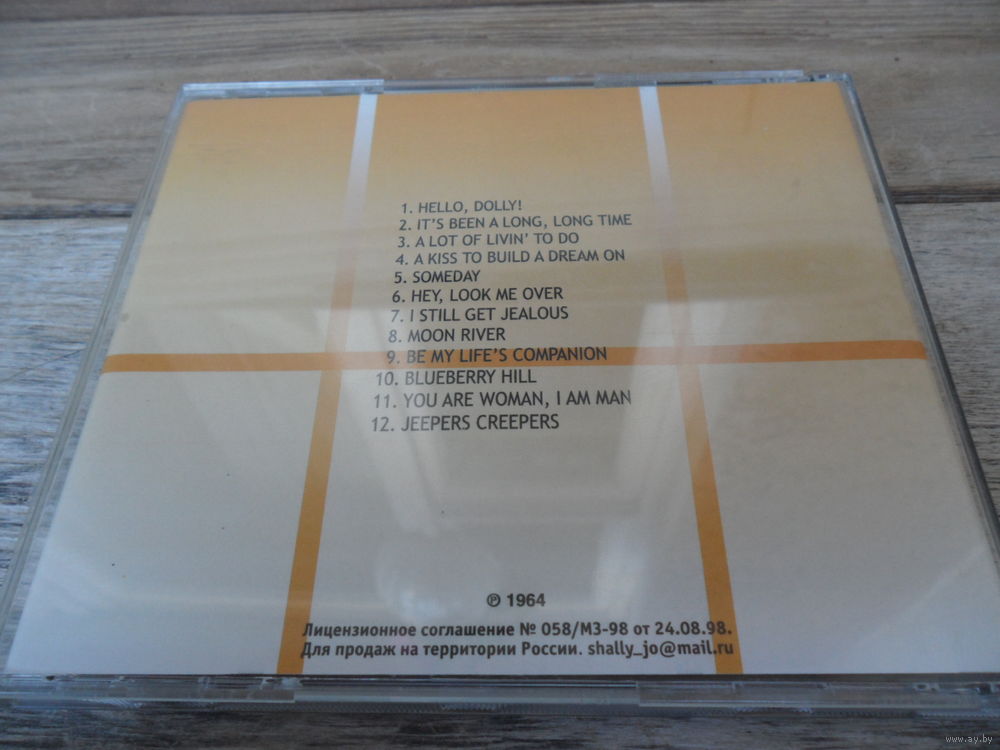 1. HELLO, DOLLY!
2. IT'S BEEN A LONG, LONG TIME
3. A LOT OF LIVIN' TO DO
4. A KISS TO BUILD A DREAM ON
5. SOMEDAY
6. HEY, LOOK ME OVER
7. I STILL GET JEALOUS
8. MOON RIVER
9. BE MY LIFE'S COMPANION
10. BLUEBERRY HILL
11. YOU ARE WOMAN, I AM MAN
12. JEEPERS CREEPERS
℗ 1964
Лицензионное соглашение № 058/МЗ-98 от 24.08.98.
Для продаж на территории России. shally_jo@mail.ru
www.ay.by